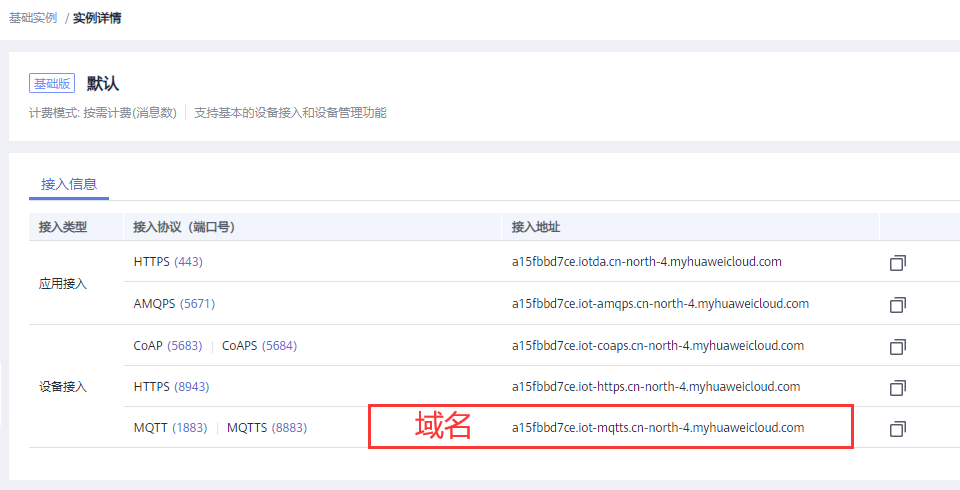 基础实例 / 实例详情
基础版 默认
计费模式: 按需计费(消息数) 支持基本的设备接入和设备管理功能
接入信息
接入类型 接入协议（端口号） 接入地址
应用接入
HTTPS (443) a15fbbd7ce.iotda.cn-north-4.myhuaweicloud.com
AMQPS (5671) a15fbbd7ce.iot-amqps.cn-north-4.myhuaweicloud.com
设备接入
CoAP (5683) CoAPS (5684) a15fbbd7ce.iot-coaps.cn-north-4.myhuaweicloud.com
HTTPS (8943) a15fbbd7ce.iot-https.cn-north-4.myhuaweicloud.com
MQTT (1883) MQTTS (8883) 域名 a15fbbd7ce.iot-mqtts.cn-north-4.myhuaweicloud.com